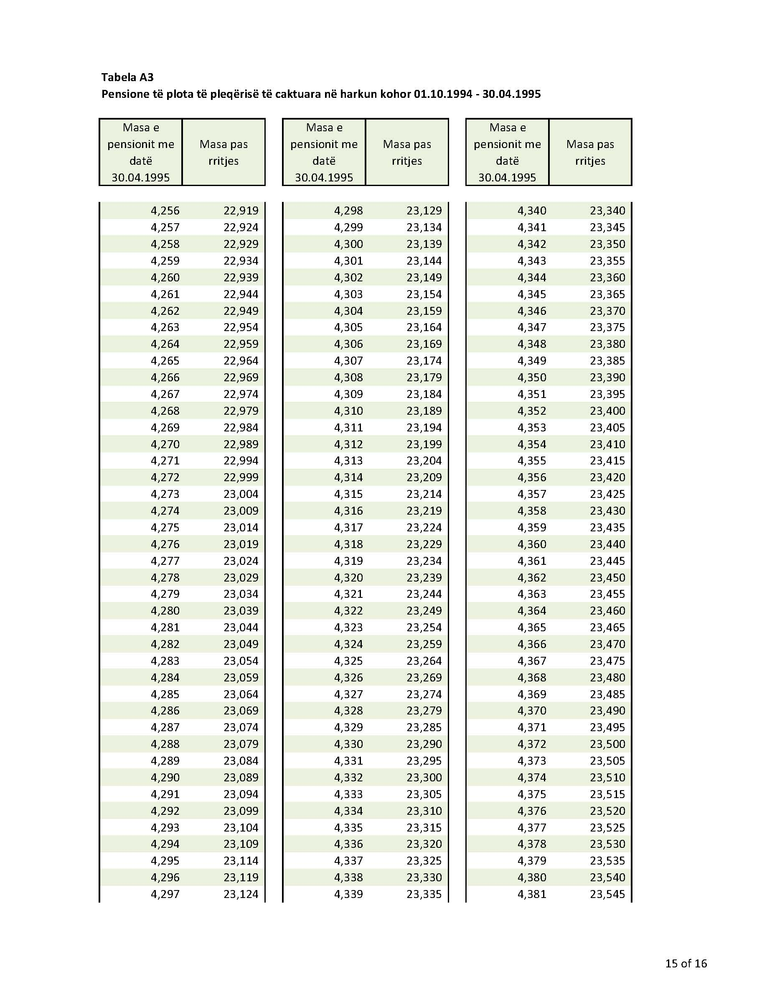 Tabela A3
Pensione të plota të pleqërisë të caktuara në harkun kohor 01.10.1994 - 30.04.1995
Masa e pensionit me datë 30.04.1995 Masa pas rritjes Masa e pensionit me datë 30.04.1995 Masa pas rritjes Masa e pensionit me datë 30.04.1995 Masa pas rritjes
4,256 22,919 4,298 23,129 4,340 23,340
4,257 22,924 4,299 23,134 4,341 23,345
4,258 22,929 4,300 23,139 4,342 23,350
4,259 22,934 4,301 23,144 4,343 23,355
4,260 22,939 4,302 23,149 4,344 23,360
4,261 22,944 4,303 23,154 4,345 23,365
4,262 22,949 4,304 23,159 4,346 23,370
4,263 22,954 4,305 23,164 4,347 23,375
4,264 22,959 4,306 23,169 4,348 23,380
4,265 22,964 4,307 23,174 4,349 23,385
4,266 22,969 4,308 23,179 4,350 23,390
4,267 22,974 4,309 23,184 4,351 23,395
4,268 22,979 4,310 23,189 4,352 23,400
4,269 22,984 4,311 23,194 4,353 23,405
4,270 22,989 4,312 23,199 4,354 23,410
4,271 22,994 4,313 23,204 4,355 23,415
4,272 22,999 4,314 23,209 4,356 23,420
4,273 23,004 4,315 23,214 4,357 23,425
4,274 23,009 4,316 23,219 4,358 23,430
4,275 23,014 4,317 23,224 4,359 23,435
4,276 23,019 4,318 23,229 4,360 23,440
4,277 23,024 4,319 23,234 4,361 23,445
4,278 23,029 4,320 23,239 4,362 23,450
4,279 23,034 4,321 23,244 4,363 23,455
4,280 23,039 4,322 23,249 4,364 23,460
4,281 23,044 4,323 23,254 4,365 23,465
4,282 23,049 4,324 23,259 4,366 23,470
4,283 23,054 4,325 23,264 4,367 23,475
4,284 23,059 4,326 23,269 4,368 23,480
4,285 23,064 4,327 23,274 4,369 23,485
4,286 23,069 4,328 23,279 4,370 23,490
4,287 23,074 4,329 23,285 4,371 23,495
4,288 23,079 4,330 23,290 4,372 23,500
4,289 23,084 4,331 23,295 4,373 23,505
4,290 23,089 4,332 23,300 4,374 23,510
4,291 23,094 4,333 23,305 4,375 23,515
4,292 23,099 4,334 23,310 4,376 23,520
4,293 23,104 4,335 23,315 4,377 23,525
4,294 23,109 4,336 23,320 4,378 23,530
4,295 23,114 4,337 23,325 4,379 23,535
4,296 23,119 4,338 23,330 4,380 23,540
4,297 23,124 4,339 23,335 4,381 23,545
15 of 16